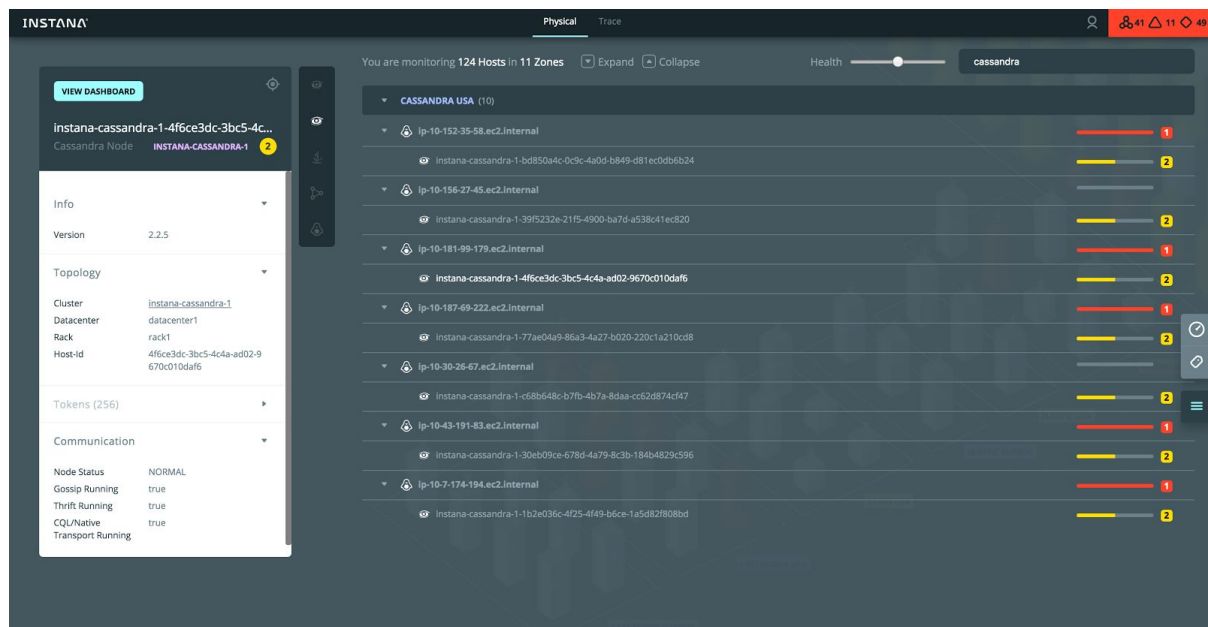 INSTANA
Physical
Trace
41 11 49
You are monitoring 124 Hosts in 11 Zones
Expand
Collapse
Health
cassandra
VIEW DASHBOARD
instana-cassandra-1-4f6ce3dc-3bc5-4c...
Cassandra Node INSTANA-CASSANDRA-1 2
Info
Version 2.2.5
Topology
Cluster instana-cassandra-1
Datacenter datacenter1
Rack rack1
Host-Id 4f6ce3dc-3bc5-4c4a-ad02-9
670c010daf6
Tokens (256)
Communication
Node Status NORMAL
Gossip Running true
Thrift Running true
CQL/Native true
Transport Running
CASSANDRA USA (10)
ip-10-152-35-58.ec2.internal 1
instana-cassandra-1-bd850a4c-0c9c-4a0d-b849-d81ec0db6b24 2
ip-10-156-27-45.ec2.internal
instana-cassandra-1-39f5232e-21f5-4900-ba7d-a538c41ec820 2
ip-10-181-99-179.ec2.internal 1
instana-cassandra-1-4f6ce3dc-3bc5-4c4a-ad02-9670c010daf6 2
ip-10-187-69-222.ec2.internal 1
instana-cassandra-1-77ae04a9-86a3-4a27-b020-220c1a210cd8 2
ip-10-30-26-67.ec2.internal
instana-cassandra-1-c68b648c-b7fb-4b7a-8daa-cc62d874cf47 2
ip-10-43-191-83.ec2.internal 1
instana-cassandra-1-30eb09ce-678d-4a79-8c3b-184b4829c596 2
ip-10-7-174-194.ec2.internal 1
instana-cassandra-1-1b2e036c-4f25-4f49-b6ce-1a5d82f808bd 2